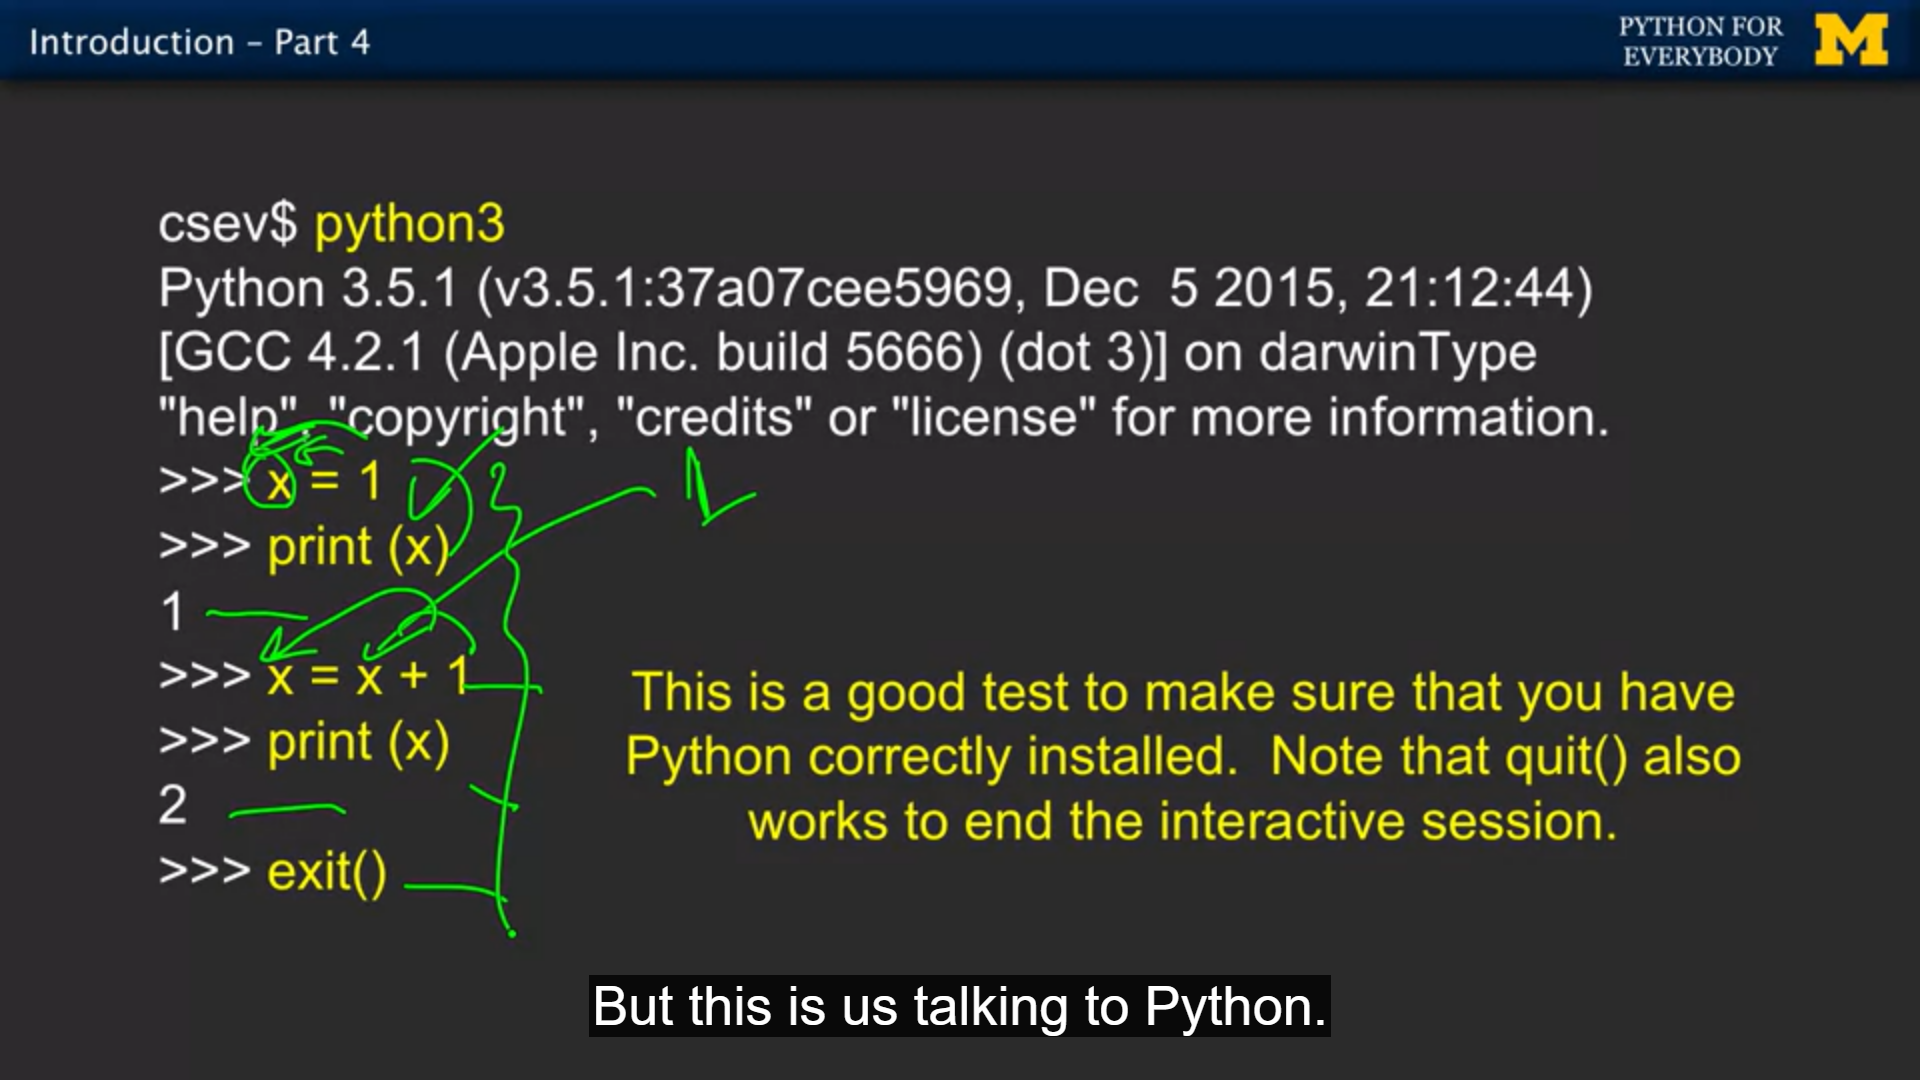 Introduction – Part 4
PYTHON FOR
EVERYBODY
M
csev$ python3
Python 3.5.1 (v3.5.1:37a07cee5969, Dec  5 2015, 21:12:44)
[GCC 4.2.1 (Apple Inc. build 5666) (dot 3)] on darwinType
"help", "copyright", "credits" or "license" for more information.
>>> x = 1
>>> print (x)
1
>>> x = x + 1
>>> print (x)
2
>>> exit()
This is a good test to make sure that you have
Python correctly installed.  Note that quit() also
works to end the interactive session.
But this is us talking to Python.